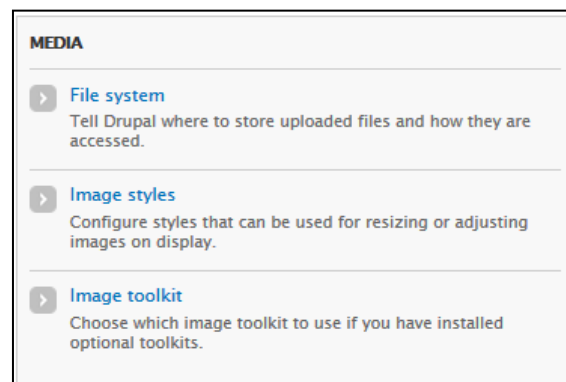 MEDIA
File system
Tell Drupal where to store uploaded files and how they are
accessed.
Image styles
Configure styles that can be used for resizing or adjusting
images on display.
Image toolkit
Choose which image toolkit to use if you have installed
optional toolkits.